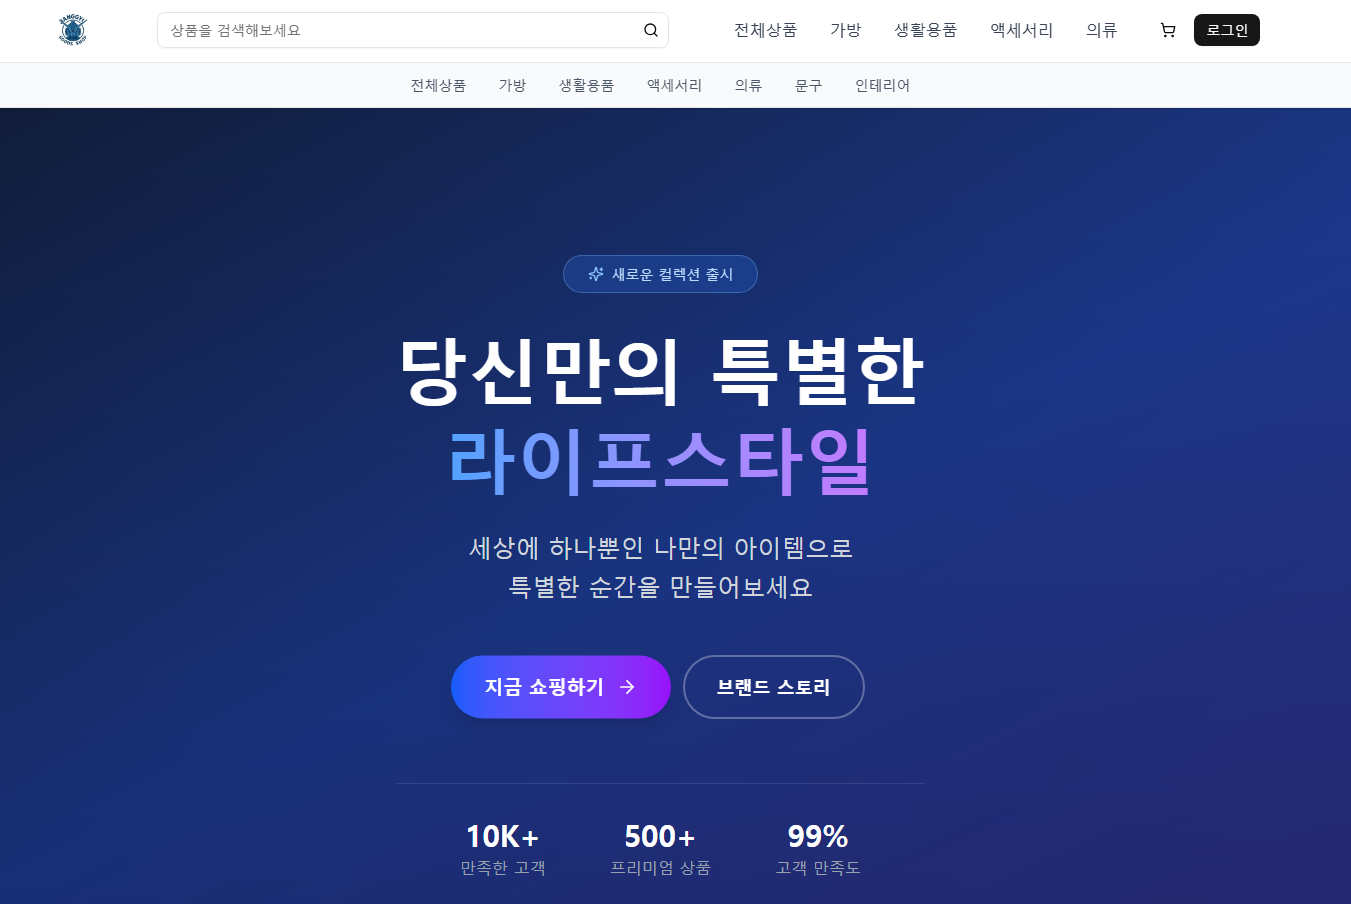 상품을 검색해보세요
전체상품 가방 생활용품 액세서리 의류
로그인
전체상품 가방 생활용품 액세서리 의류 문구 인테리어
새로운 컬렉션 출시
당신만의 특별한
라이프스타일
세상에 하나뿐인 나만의 아이템으로
특별한 순간을 만들어보세요
지금 쇼핑하기
브랜드 스토리
10K+ 500+ 99%
만족한 고객 프리미엄 상품 고객 만족도